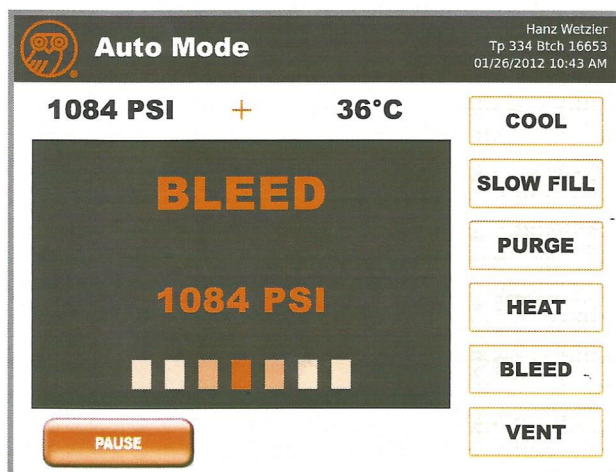 Auto Mode
Hanz Wetzler
Tp 334 Btch 16653
01/26/2012 10:43 AM
1084 PSI + 36°C
BLEED
1084 PSI
PAUSE
COOL
SLOW FILL
PURGE
HEAT
BLEED
VENT